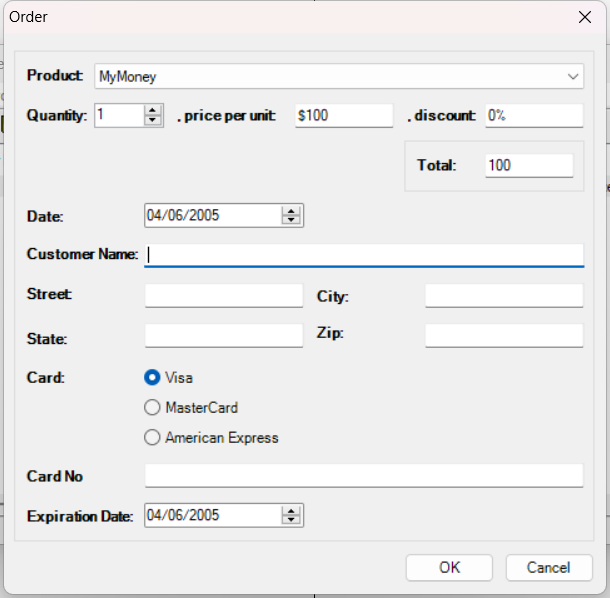 Order
Product: MyMoney
Quantity: 1 . price per unit: $100 . discount: 0%
Total: 100
Date: 04/06/2005
Customer Name:
Street: City:
State: Zip:
Card: Visa
MasterCard
American Express
Card No
Expiration Date: 04/06/2005
OK Cancel